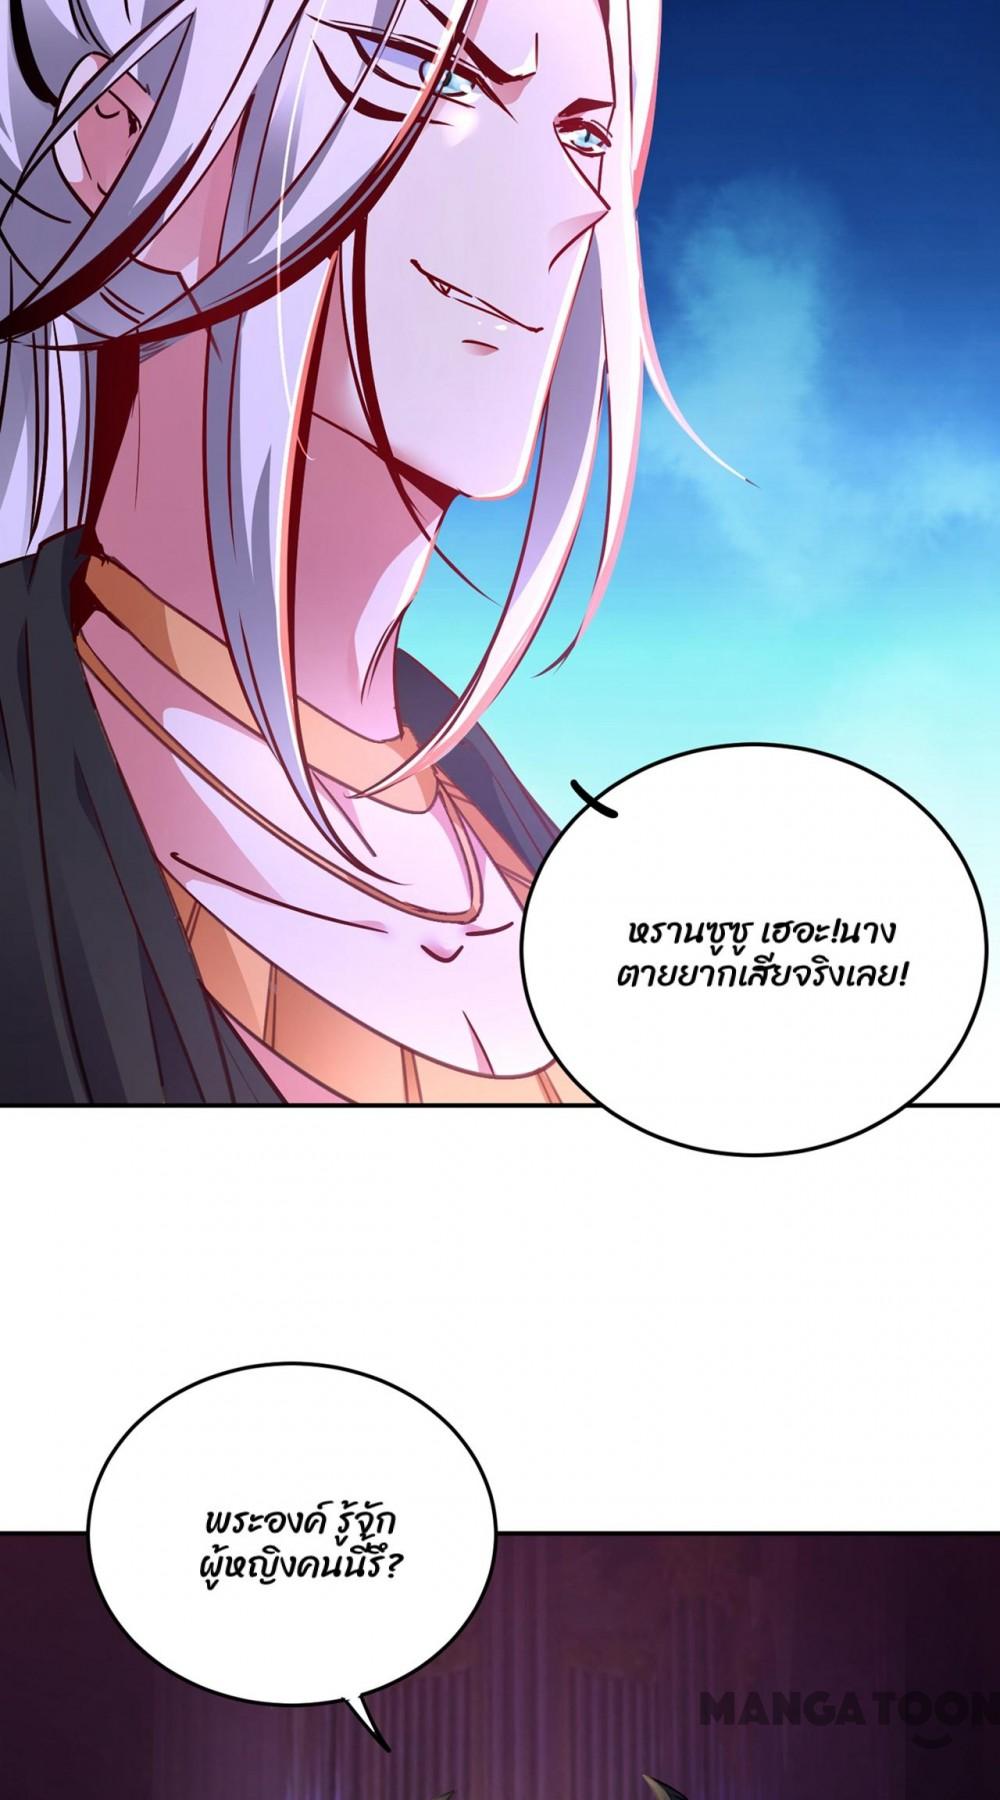 หรานซูซู เฮอะ!นาง
ตายยากเสียจริงเลย!
พระองค์ รู้จัก
ผู้หญิงคนนี้รึ?
MANGA TOON